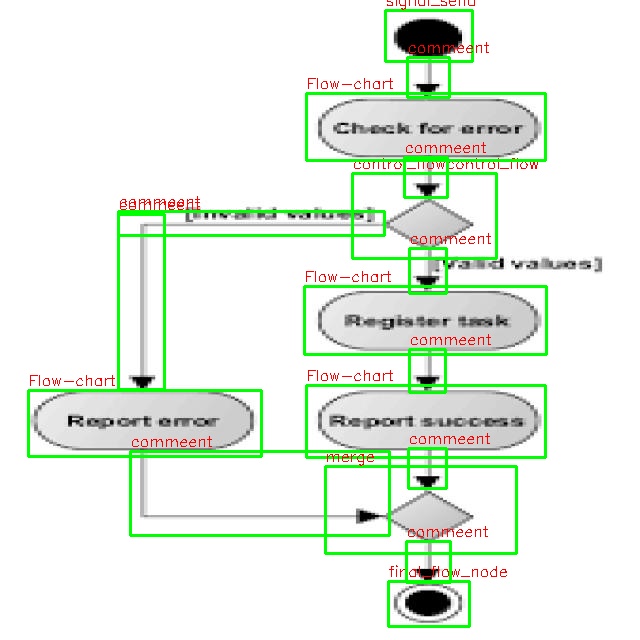 signal_send
commeent
Flow-chart
Check for error
commeent
control_flowcontrol_flow
commeent
commeent
[Invalid values]
commeent
[Valid values]
Flow-chart
Register task
commeent
Flow-chart
Flow-chart
Report error
Report success
commeent
commeent
merge
commeent
final_flow_node